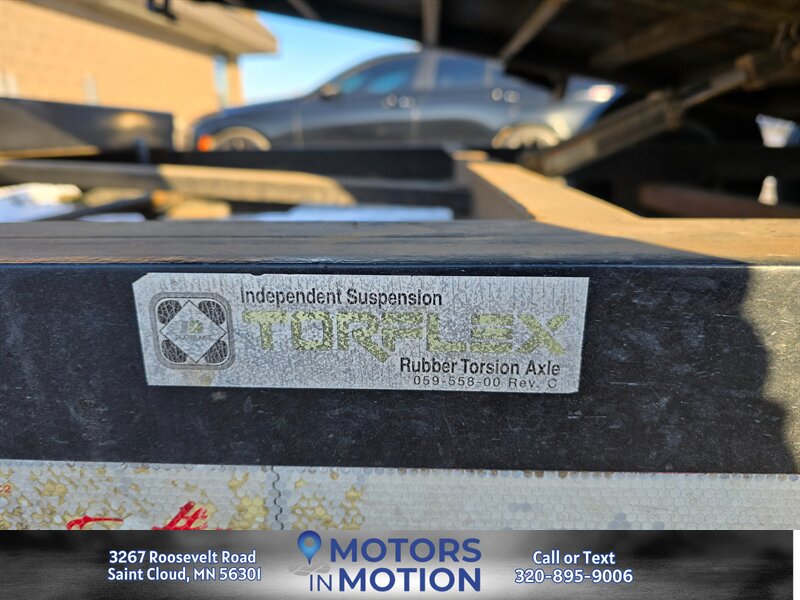 Independent Suspension
TORFLEX
Rubber Torsion Axle
059-558-00 Rev. C
3267 Roosevelt Road
Saint Cloud, MN 56301
MOTORS
IN MOTION
Call or Text
320-895-9006